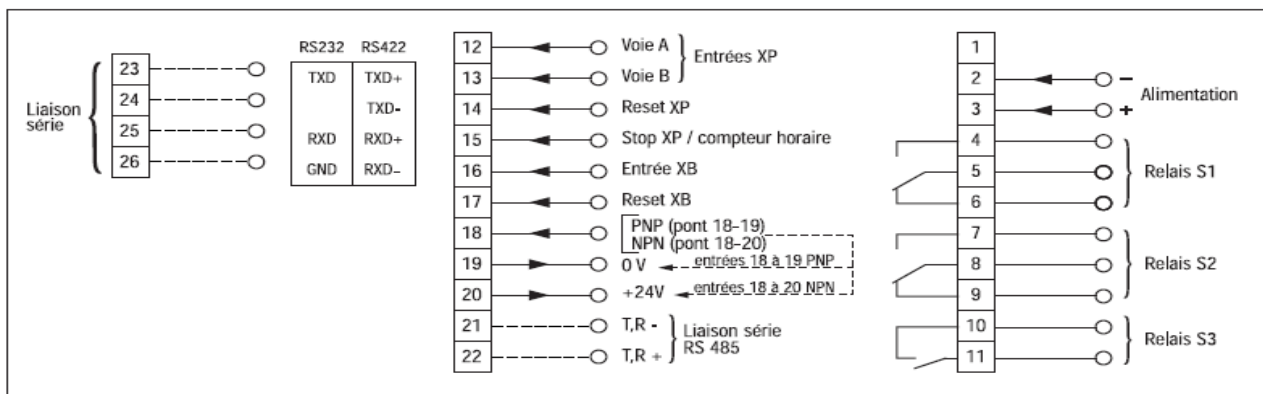 RS232 RS422
23
24
25
26
Liaison
série
TXD TXD+
TXD-
RXD RXD+
GND RXD–
12 Voie A
13 Voie B
Entrées XP
14 Reset XP
15 Stop XP / compteur horaire
16 Entrée XB
17 Reset XB
18 PNP (pont 18-19)
NPN (pont 18-20)
19 0 V entrées 18 à 19 PNP
20 +24V entrées 18 à 20 NPN
21 T,R -
22 T,R +
Liaison série
RS 485
1
2 –
3 +
Alimentation
4
5
6
Relais S1
7
8
9
Relais S2
10
11
Relais S3